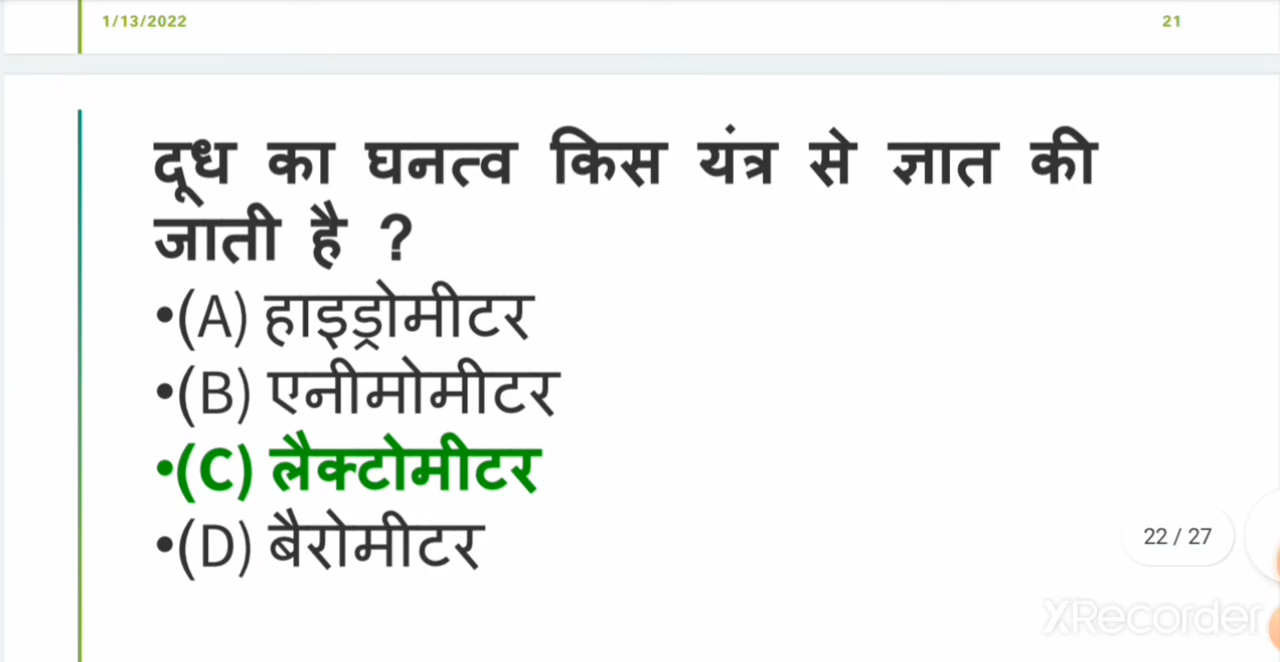 1/13/2022 21
दूध का घनत्व किस यंत्र से ज्ञात की
जाती है ?
•(A) हाइड्रोमीटर
•(B) एनीमोमीटर
•(C) लैक्टोमीटर
•(D) बैरोमीटर
22 / 27
XRecorder